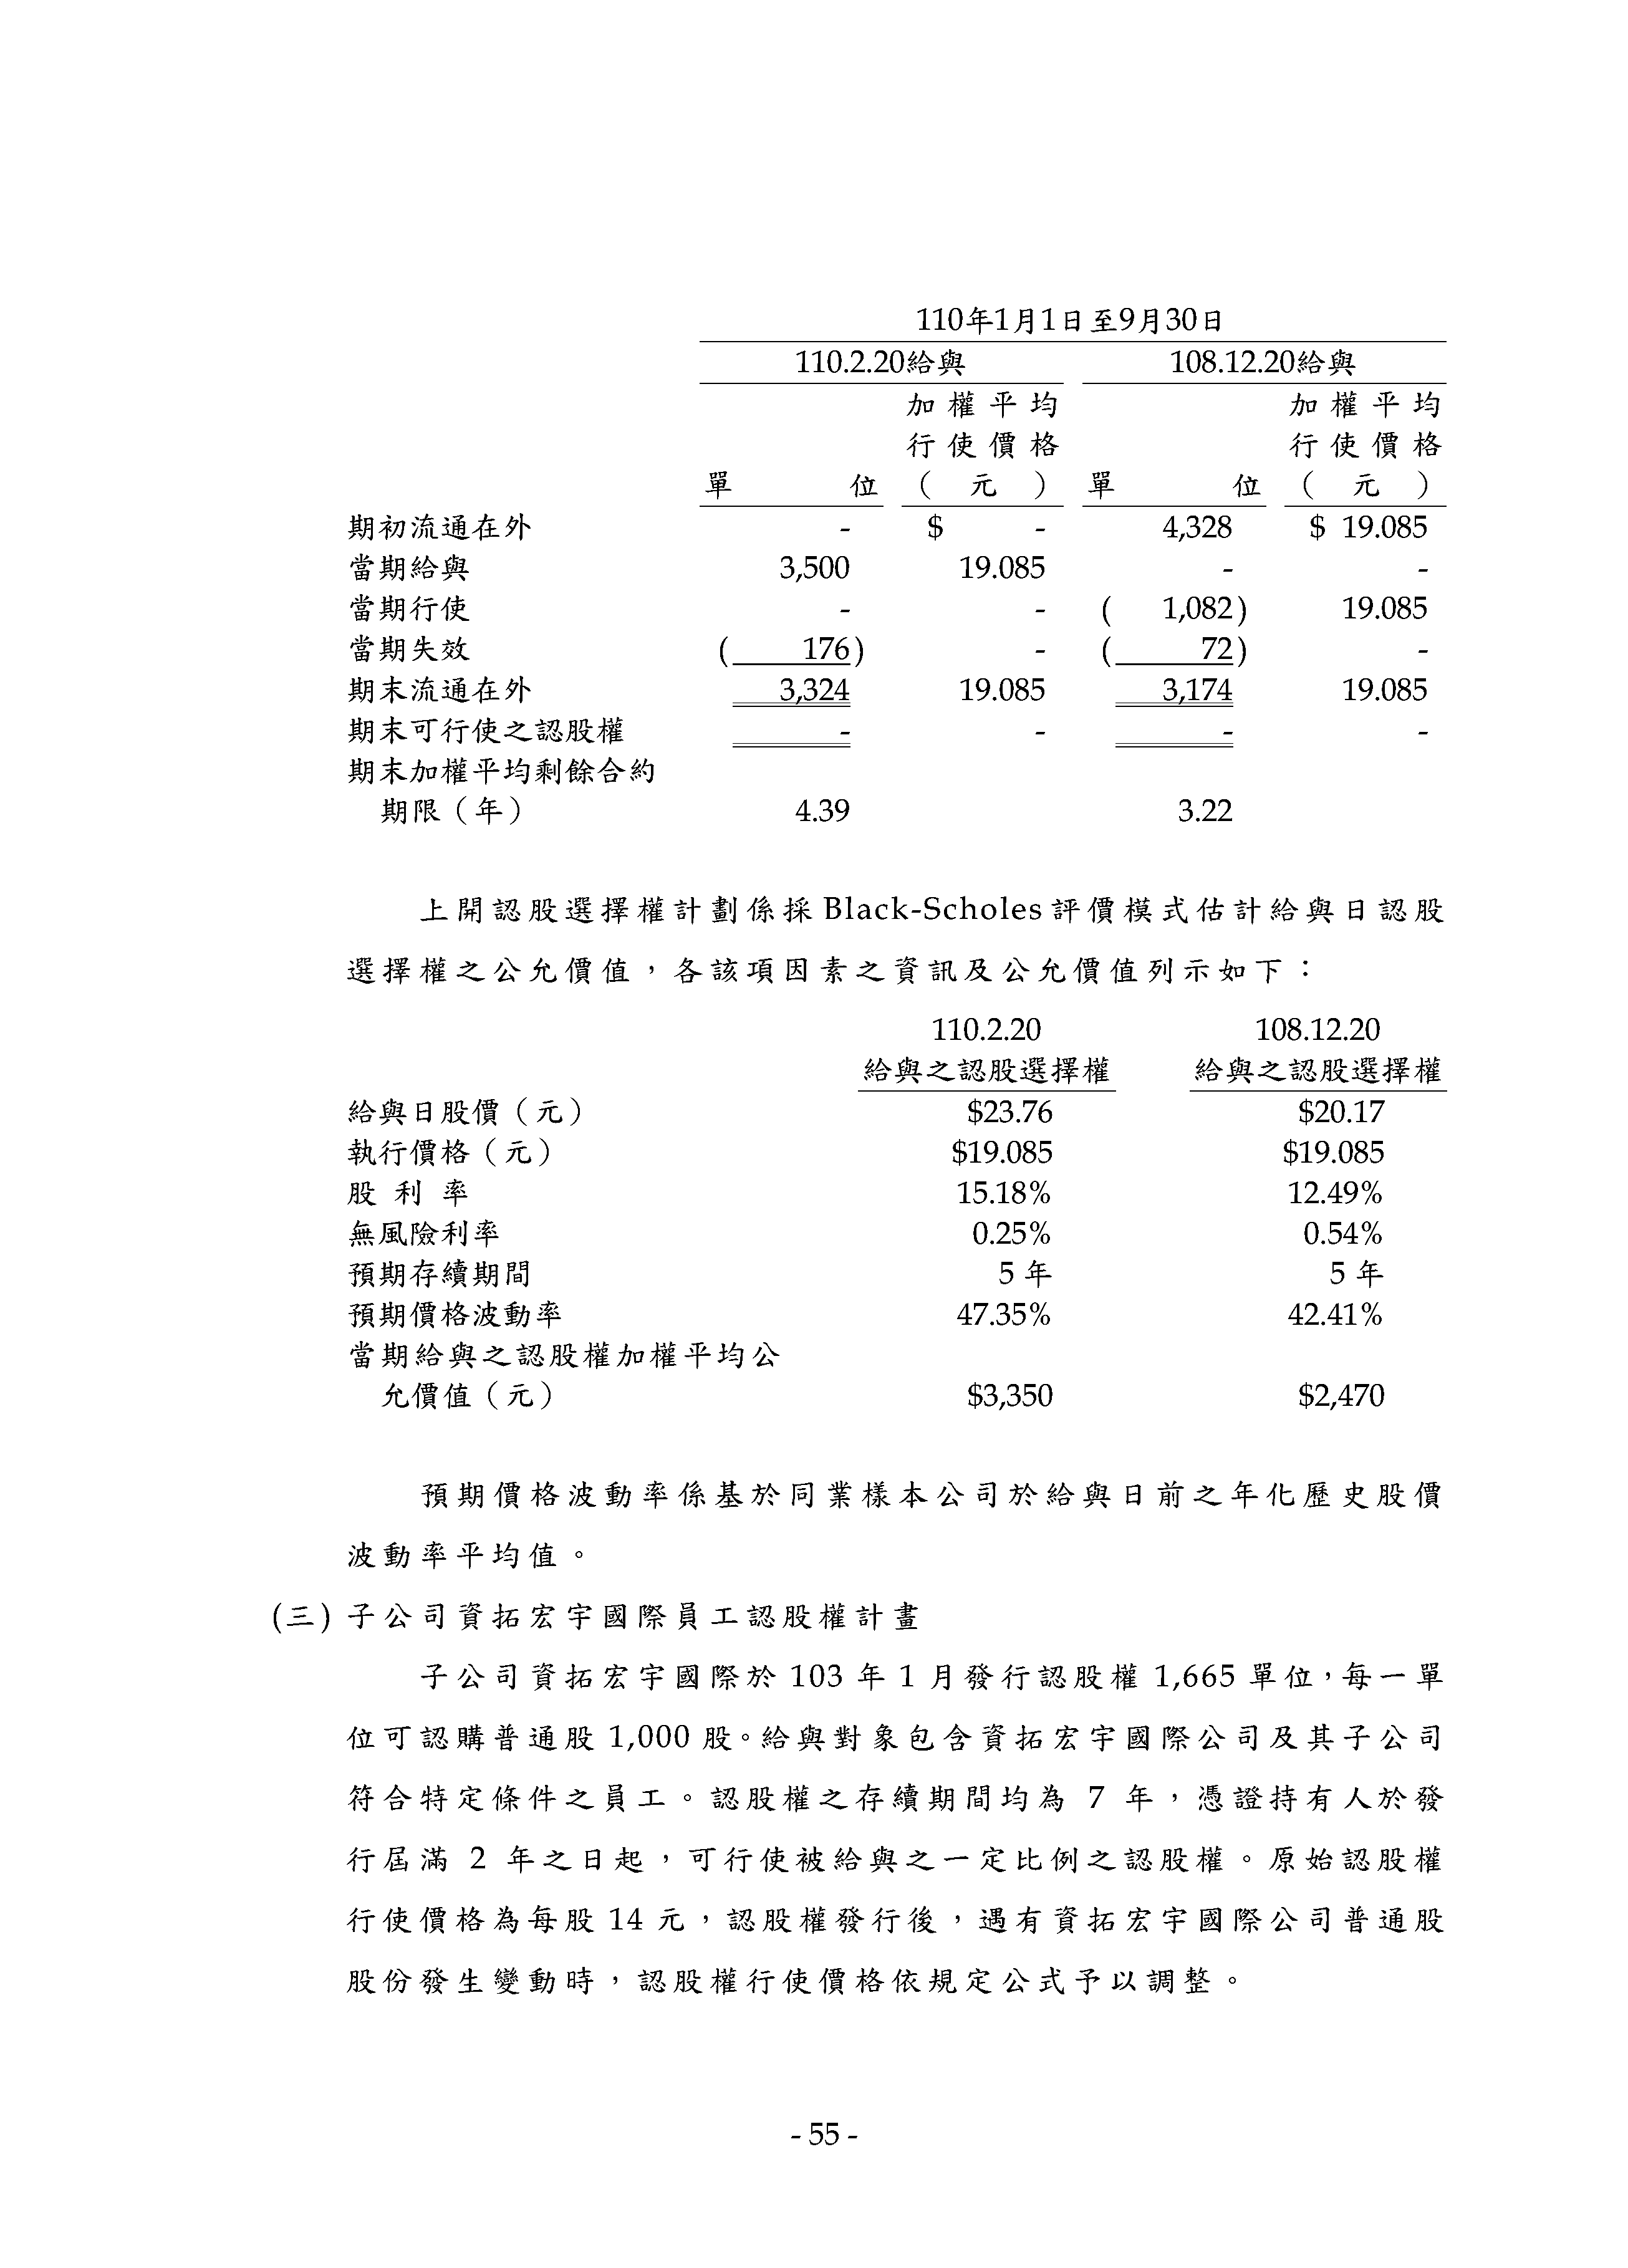 110年1月1日至9月30日
110.2.20給與 108.12.20給與
加權平均 加權平均
行使價格 行使價格
單位 (元) 單位 (元)
期初流通在外 - $ - 4,328 $ 19.085
當期給與 3,500 19.085 - -
當期行使 - - ( 1,082) 19.085
當期失效 ( 176) - ( 72) -
期末流通在外 3,324 19.085 3,174 19.085
期末可行使之認股權 - - - -
期末加權平均剩餘合約
期限（年） 4.39 3.22
上開認股選擇權計劃係採Black-Scholes評價模式估計給與日認股
選擇權之公允價值，各該項因素之資訊及公允價值列示如下：
110.2.20 108.12.20
給與之認股選擇權 給與之認股選擇權
給與日股價（元） $23.76 $20.17
執行價格（元） $19.085 $19.085
股利率 15.18% 12.49%
無風險利率 0.25% 0.54%
預期存續期間 5年 5年
預期價格波動率 47.35% 42.41%
當期給與之認股權加權平均公
允價值（元） $3,350 $2,470
預期價格波動率係基於同業樣本公司於給與日前之年化歷史股價
波動率平均值。
(三) 子公司資拓宏宇國際員工認股權計畫
子公司資拓宏宇國際於 103 年 1 月發行認股權 1,665 單位，每一單
位可認購普通股 1,000 股。給與對象包含資拓宏宇國際公司及其子公司
符合特定條件之員工。認股權之存續期間均為 7 年，憑證持有人於發
行屆滿 2 年之日起，可行使被給與之一定比例之認股權。原始認股權
行使價格為每股 14 元，認股權發行後，遇有資拓宏宇國際公司普通股
股份發生變動時，認股權行使價格依規定公式予以調整。
- 55 -